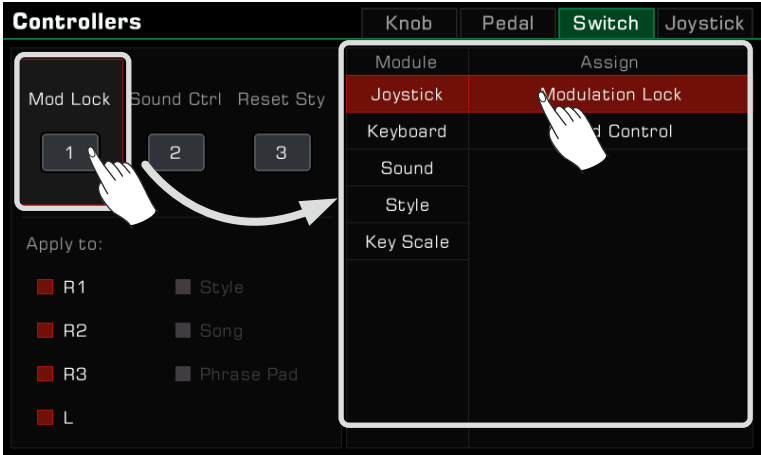 Controllers
Knob Pedal Switch Joystick
Module Assign
Mod Lock Sound Ctrl Reset Sty
1 2 3
Joystick Modulation Lock
Keyboard Control
Sound
Style
Key Scale
Apply to:
R1 Style
R2 Song
R3 Phrase Pad
L